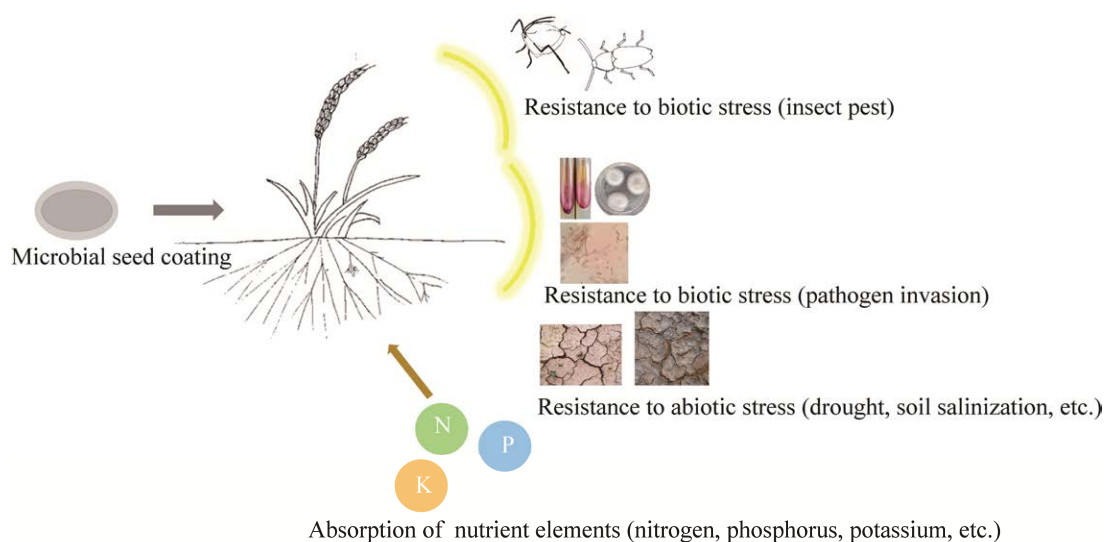 Resistance to biotic stress (insect pest)
Microbial seed coating
Resistance to biotic stress (pathogen invasion)
Resistance to abiotic stress (drought, soil salinization, etc.)
N
P
K
Absorption of nutrient elements (nitrogen, phosphorus, potassium, etc.)